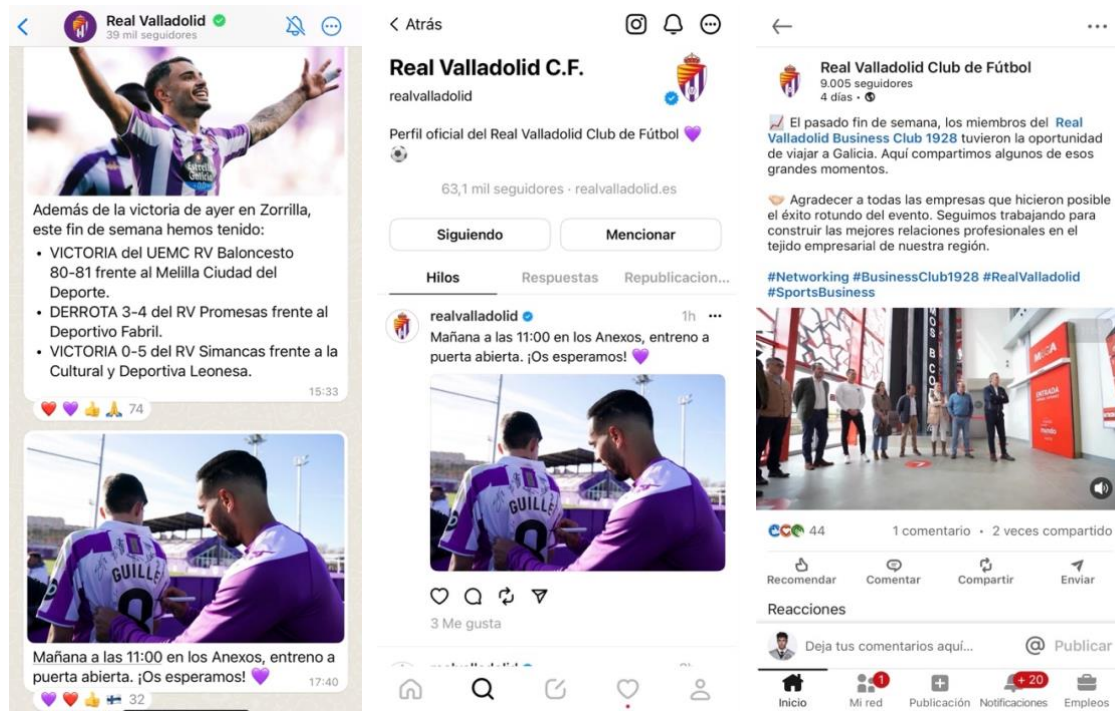 Real Valladolid
39 mil seguidores
Estrella
Galicia
Además de la victoria de ayer en Zorrilla,
este fin de semana hemos tenido:
• VICTORIA del UEMC RV Baloncesto
80-81 frente al Melilla Ciudad del
Deporte.
• DERROTA 3-4 del RV Promesas frente al
Deportivo Fabril.
• VICTORIA 0-5 del RV Simancas frente a la
Cultural y Deportiva Leonesa.
15:33
❤️ 💜 👍 🙏 74
GUILLE
Mañana a las 11:00 en los Anexos, entreno a
puerta abierta. ¡Os esperamos! 💜
17:40
💜 ❤️ 👍 🇫🇮 32
< Atrás
Real Valladolid C.F.
realvalladolid
Perfil oficial del Real Valladolid Club de Fútbol 💜
⚽
63,1 mil seguidores · realvalladolid.es
Siguiendo
Mencionar
Hilos
Respuestas
Republicacion...
realvalladolid
1h
Mañana a las 11:00 en los Anexos, entreno a
puerta abierta. ¡Os esperamos! 💜
GUILLE
3 Me gusta
Real Valladolid Club de Fútbol
9.005 seguidores
4 días •
📈 El pasado fin de semana, los miembros del Real
Valladolid Business Club 1928 tuvieron la oportunidad
de viajar a Galicia. Aquí compartimos algunos de esos
grandes momentos.
🤝 Agradecer a todas las empresas que hicieron posible
el éxito rotundo del evento. Seguimos trabajando para
construir las mejores relaciones profesionales en el
tejido empresarial de nuestra región.
#Networking #BusinessClub1928 #RealValladolid
#SportsBusiness
MEGA
ENTRADA
44
1 comentario • 2 veces compartido
Recomendar
Comentar
Compartir
Enviar
Reacciones
Deja tus comentarios aquí...
@ Publicar
1
+ 20
Inicio
Mi red
Publicación
Notificaciones
Empleos